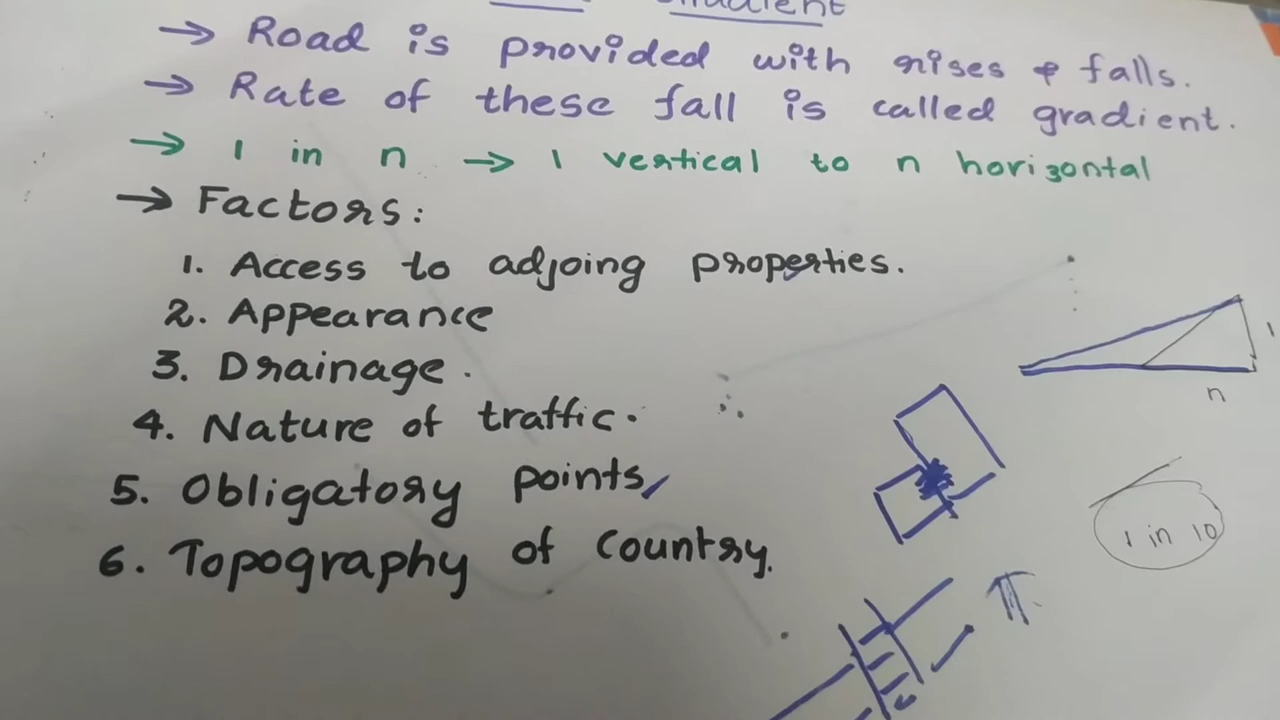 Gradient
→ Road is provided with rises & falls.
→ Rate of these fall is called gradient.
→ 1 in n → 1 vertical to n horizontal
→ Factors:
1. Access to adjoing properties.
2. Appearance
3. Drainage.
4. Nature of traffic.
5. Obligatory points,
6. Topography of country.
1
n
1 in 10